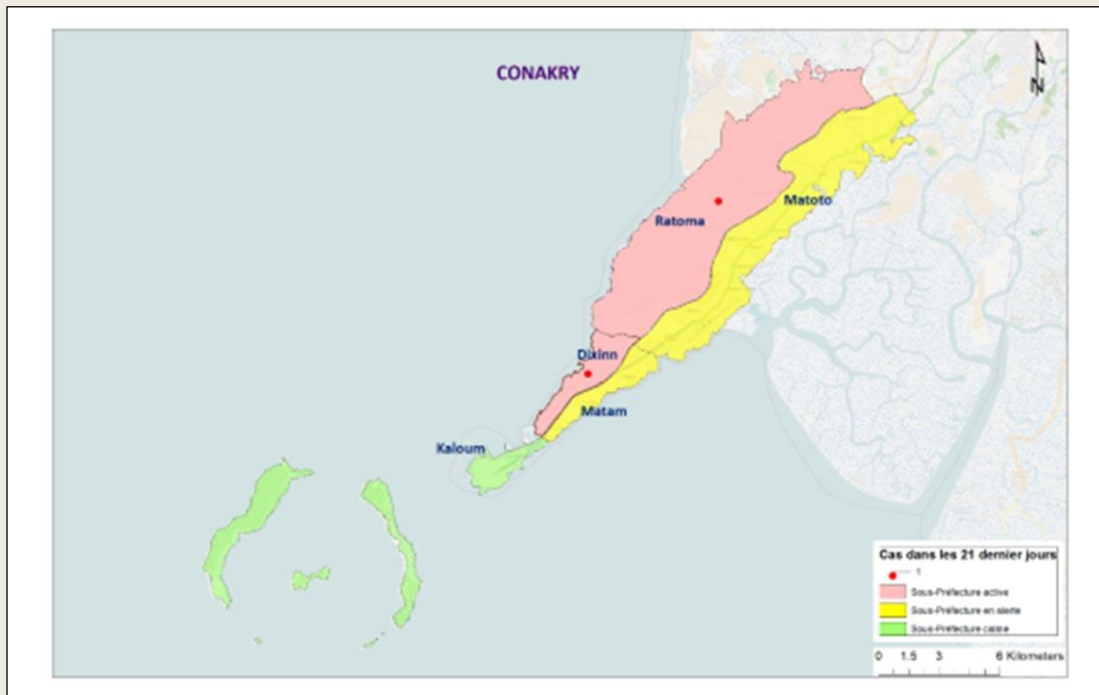 CONAKRY
N
Ratoma
Matoto
Dixinn
Matam
Kaloum
Cas dans les 21 dernier jours
1
Sous-Préfecture active
Sous-Préfecture en alerte
Sous-Préfecture calme
0 1.5 3 6 Kilometers